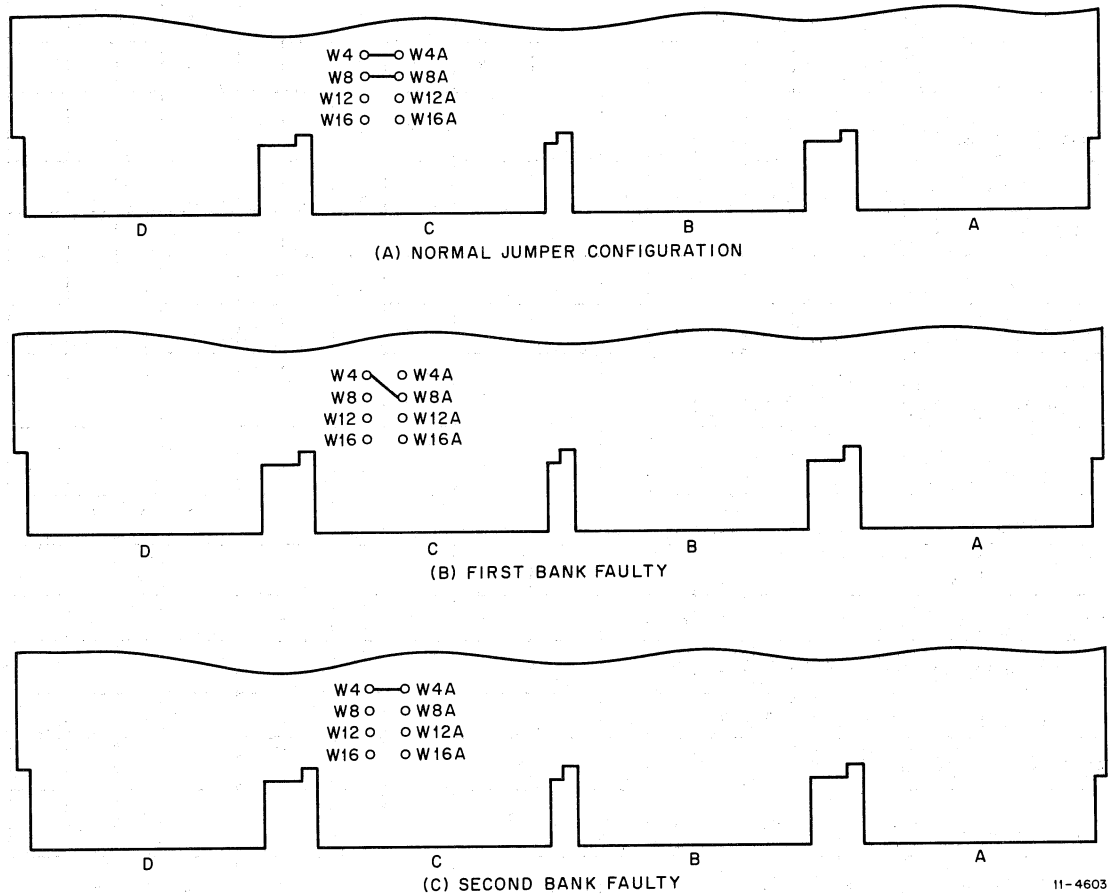 W4 W4A
W8 W8A
W12 W12A
W16 W16A
D C B A
(A) NORMAL JUMPER CONFIGURATION
W4 W4A
W8 W8A
W12 W12A
W16 W16A
D C B A
(B) FIRST BANK FAULTY
W4 W4A
W8 W8A
W12 W12A
W16 W16A
D C B A
(C) SECOND BANK FAULTY
11-4603